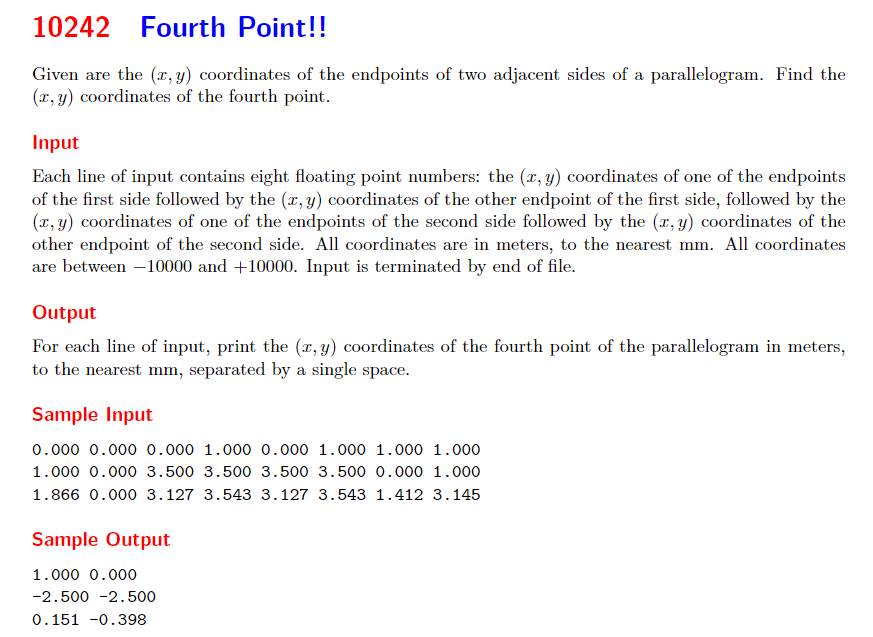 10242 Fourth Point!!
Given are the (x, y) coordinates of the endpoints of two adjacent sides of a parallelogram. Find the
(x, y) coordinates of the fourth point.
Input
Each line of input contains eight floating point numbers: the (x, y) coordinates of one of the endpoints
of the first side followed by the (x, y) coordinates of the other endpoint of the first side, followed by the
(x, y) coordinates of one of the endpoints of the second side followed by the (x, y) coordinates of the
other endpoint of the second side. All coordinates are in meters, to the nearest mm. All coordinates
are between −10000 and +10000. Input is terminated by end of file.
Output
For each line of input, print the (x, y) coordinates of the fourth point of the parallelogram in meters,
to the nearest mm, separated by a single space.
Sample Input
0.000 0.000 0.000 1.000 0.000 1.000 1.000 1.000
1.000 0.000 3.500 3.500 3.500 3.500 0.000 1.000
1.866 0.000 3.127 3.543 3.127 3.543 1.412 3.145
Sample Output
1.000 0.000
-2.500 -2.500
0.151 -0.398